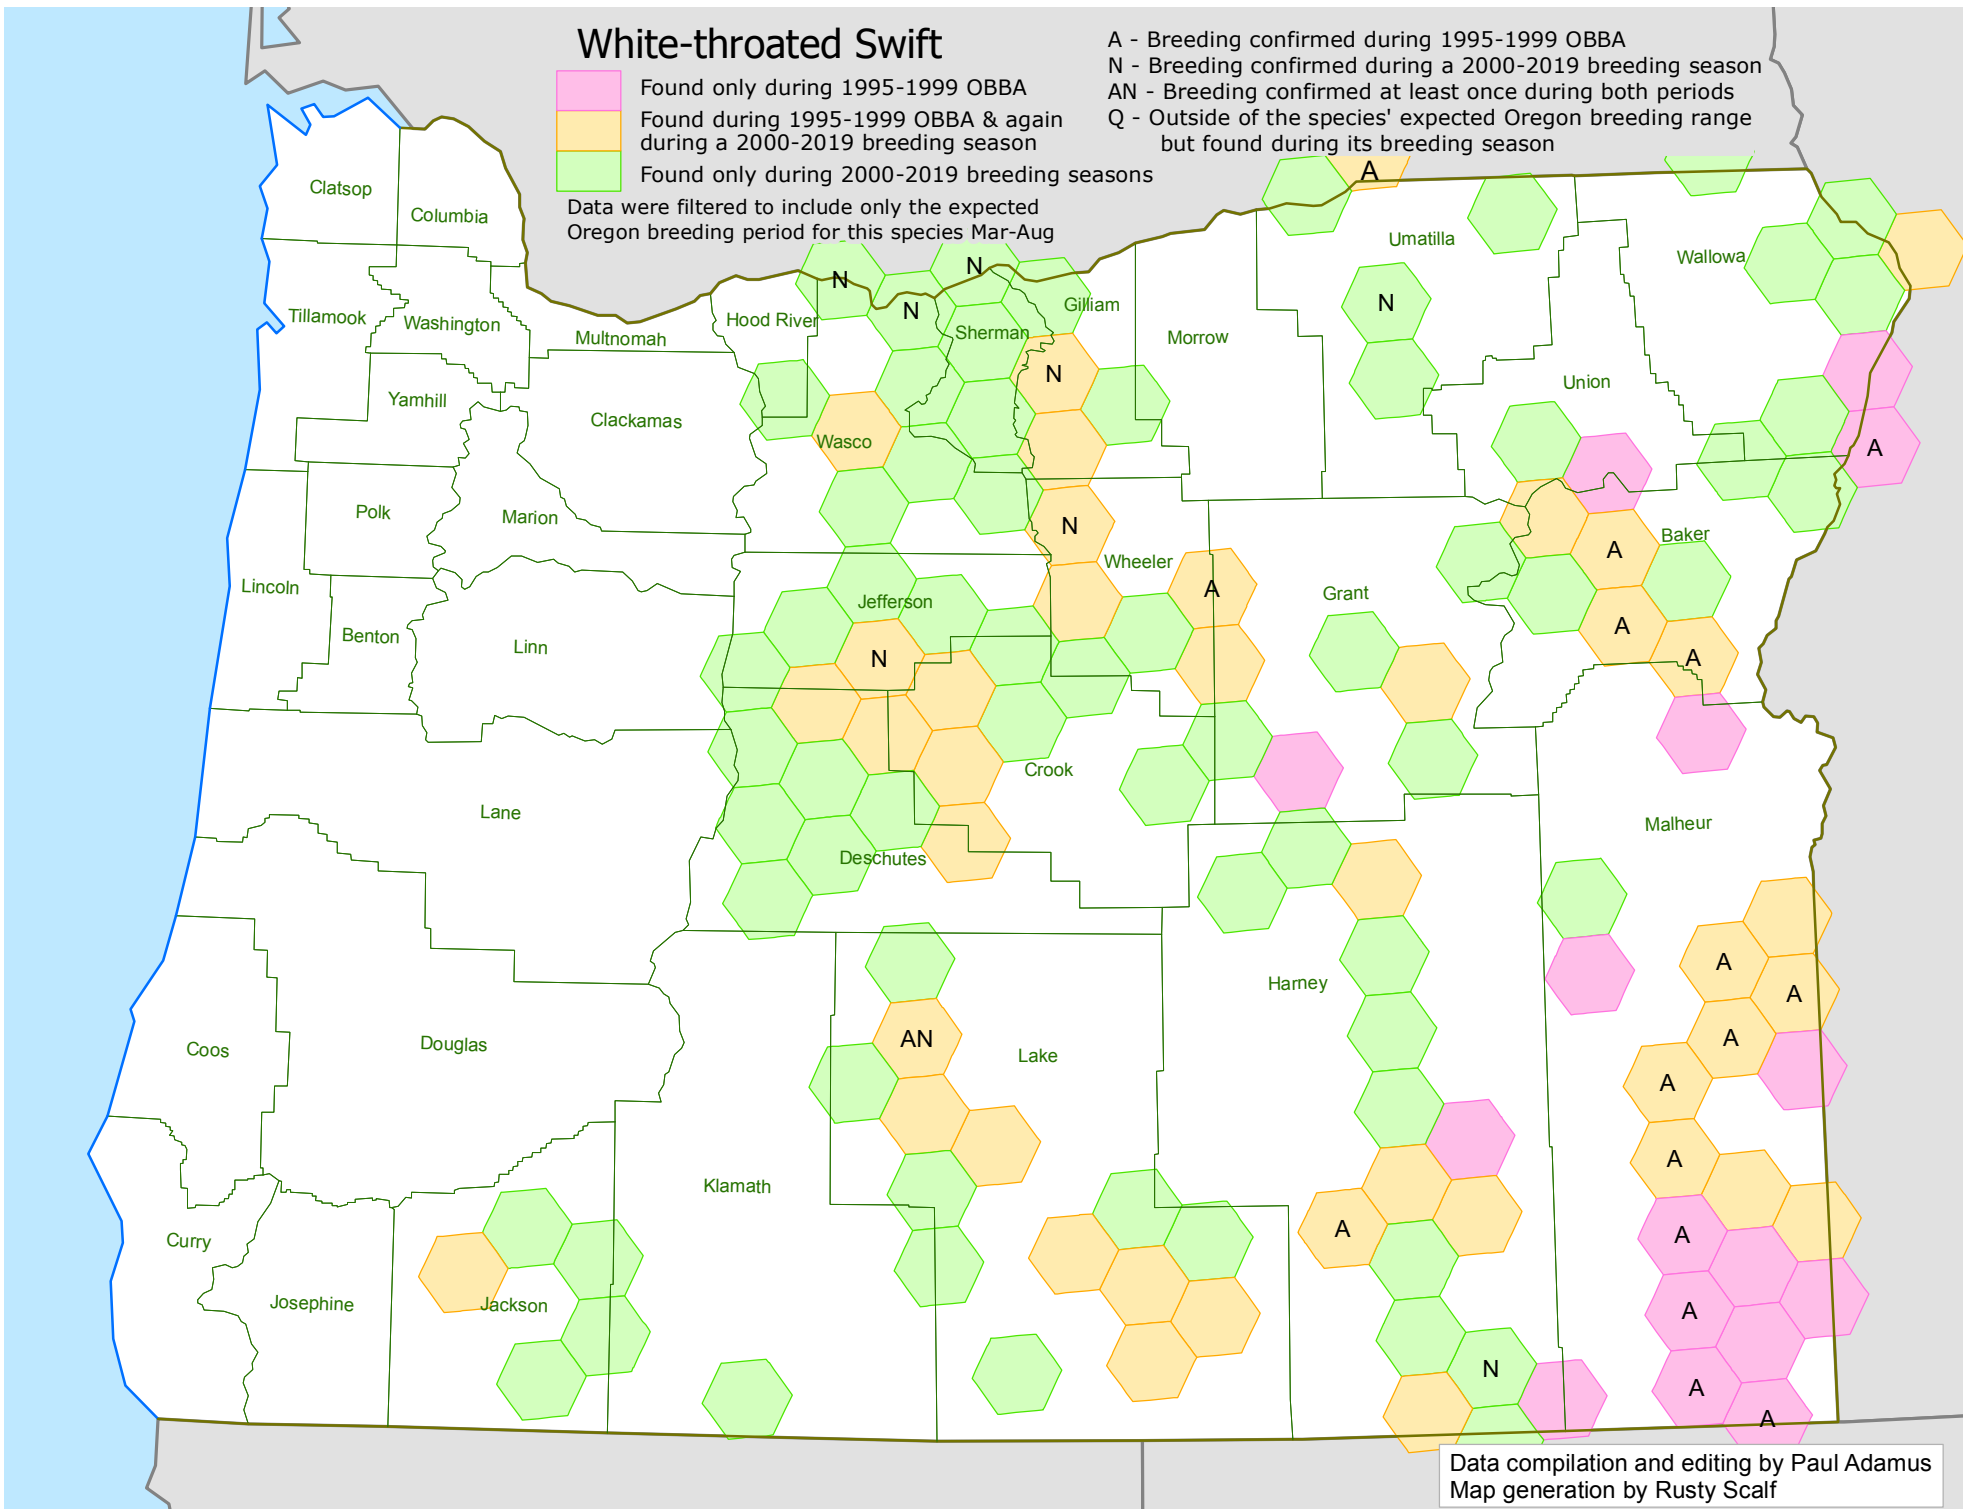 White-throated Swift
Found only during 1995-1999 OBBA
Found during 1995-1999 OBBA & again
during a 2000-2019 breeding season
Found only during 2000-2019 breeding seasons
Data were filtered to include only the expected
Oregon breeding period for this species Mar-Aug
A - Breeding confirmed during 1995-1999 OBBA
N - Breeding confirmed during a 2000-2019 breeding season
AN - Breeding confirmed at least once during both periods
Q - Outside of the species' expected Oregon breeding range
but found during its breeding season
A
Clatsop
Columbia
Umatilla
Wallowa
N
N
N
N
Gilliam
Tillamook
Washington
Multnomah
Hood River
Sherman
Morrow
N
Union
Yamhill
Clackamas
Wasco
A
Polk
Marion
N
Wheeler
A
Baker
Lincoln
Jefferson
A
Grant
Benton
Linn
N
A
A
Lane
Crook
Malheur
Deschutes
A
Harney
A
Coos
Douglas
AN
Lake
A
A
A
Klamath
Curry
A
A
Josephine
Jackson
A
N
A
A
Data compilation and editing by Paul Adamus
Map generation by Rusty Scalf